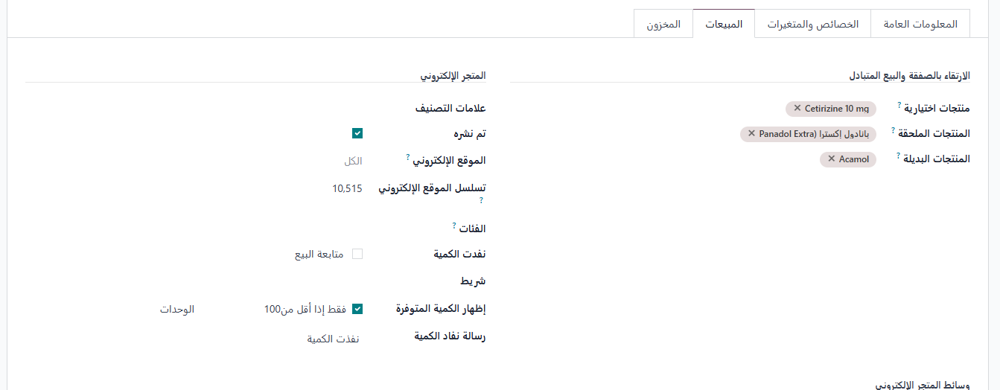 المعلومات العامة
الخصائص والمتغيرات
المبيعات
المخزون
الارتقاء بالصفقة والبيع المتبادل
منتجات اختيارية ?
Cetirizine 10 mg ✕
المنتجات الملحقة ?
بانادول إكسترا (Panadol Extra ✕
المنتجات البديلة ?
Acamol ✕
المتجر الإلكتروني
علامات التصنيف
تم نشره
الموقع الإلكتروني ?
الكل
تسلسل الموقع الإلكتروني
?
10,515
الفئات ?
نفدت الكمية
متابعة البيع
شريط
إظهار الكمية المتوفرة
فقط إذا أقل من100
الوحدات
رسالة نفاد الكمية
نفذت الكمية
وسائط المتجر الإلكتروني